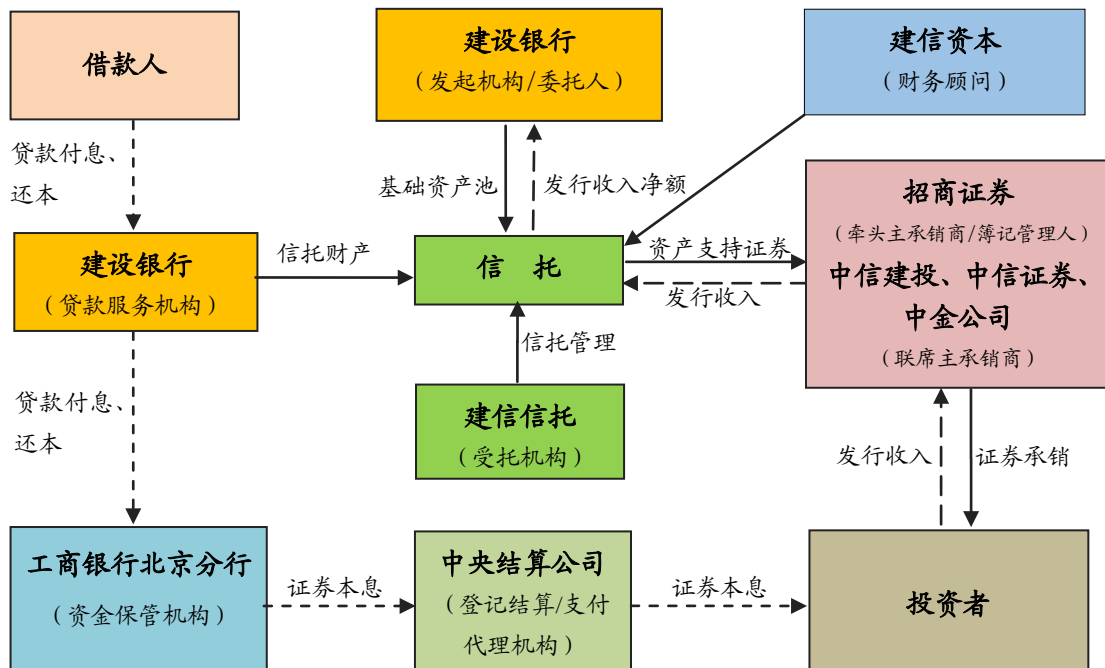 借款人
建设银行
（发起机构/委托人）
建信资本
（财务顾问）
贷款付息、
还本
基础资产池
发行收入净额
招商证券
（牵头主承销商/薄记管理人）
中信建投、中信证券、
中金公司
（联席主承销商）
建设银行
（贷款服务机构）
信托财产
信 托
资产支持证券
发行收入
信托管理
贷款付息、
还本
建信信托
（受托机构）
发行收入
证券承销
工商银行北京分行
（资金保管机构）
证券本息
中央结算公司
（登记结算/支付
代理机构）
证券本息
投资者